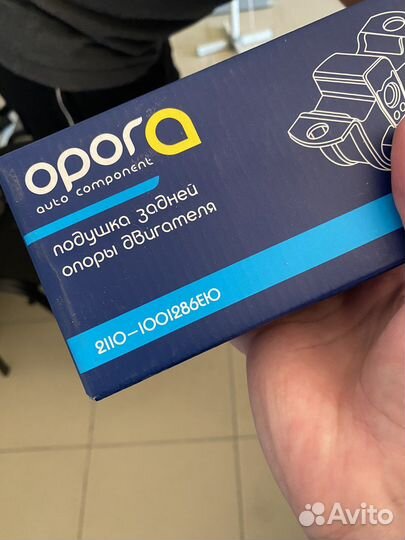 opora
auto component
подушка задней
опоры двигателя
2110-1001286ЕЮ
Avito